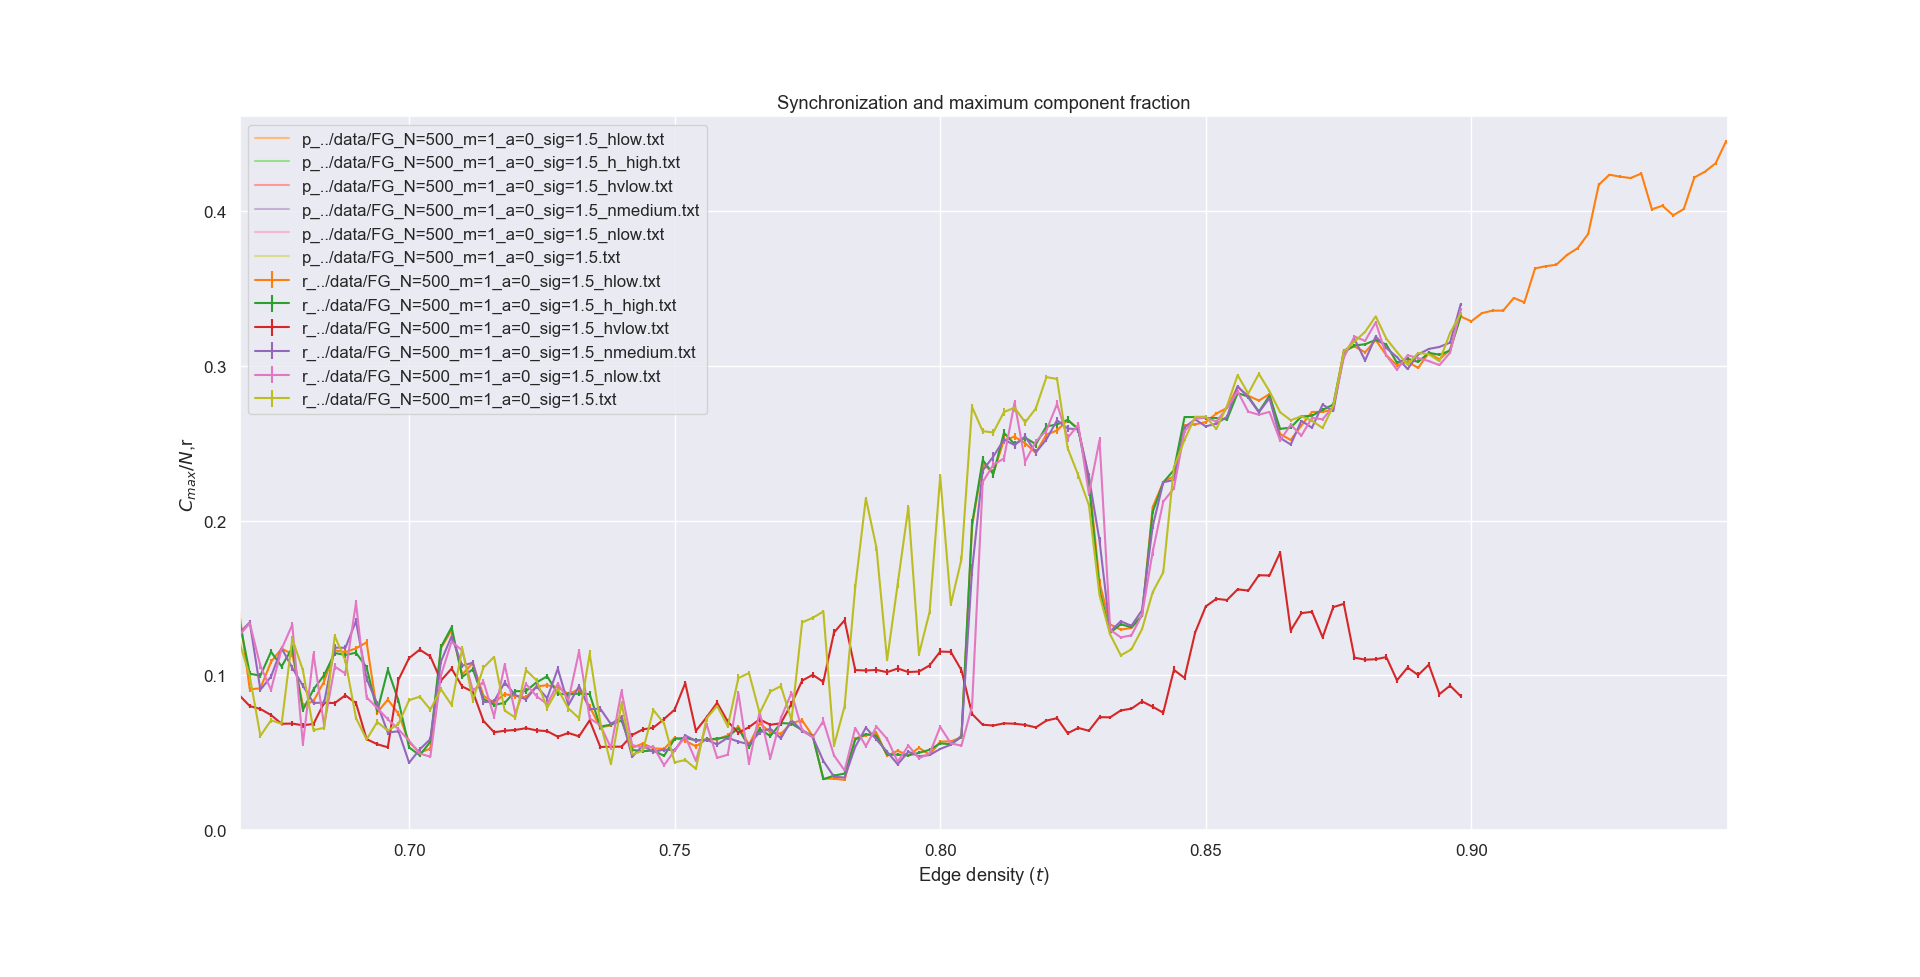 Synchronization and maximum component fraction
p_../data/FG_N=500_m=1_a=0_sig=1.5_hlow.txt
p_../data/FG_N=500_m=1_a=0_sig=1.5_h_high.txt
p_../data/FG_N=500_m=1_a=0_sig=1.5_hvlow.txt
p_../data/FG_N=500_m=1_a=0_sig=1.5_nmedium.txt
p_../data/FG_N=500_m=1_a=0_sig=1.5_nlow.txt
p_../data/FG_N=500_m=1_a=0_sig=1.5.txt
r_../data/FG_N=500_m=1_a=0_sig=1.5_hlow.txt
r_../data/FG_N=500_m=1_a=0_sig=1.5_h_high.txt
r_../data/FG_N=500_m=1_a=0_sig=1.5_hvlow.txt
r_../data/FG_N=500_m=1_a=0_sig=1.5_nmedium.txt
r_../data/FG_N=500_m=1_a=0_sig=1.5_nlow.txt
r_../data/FG_N=500_m=1_a=0_sig=1.5.txt
C_max/N,r
0.4
0.3
0.2
0.1
0.0
0.70 0.75 0.80 0.85 0.90
Edge density (t)